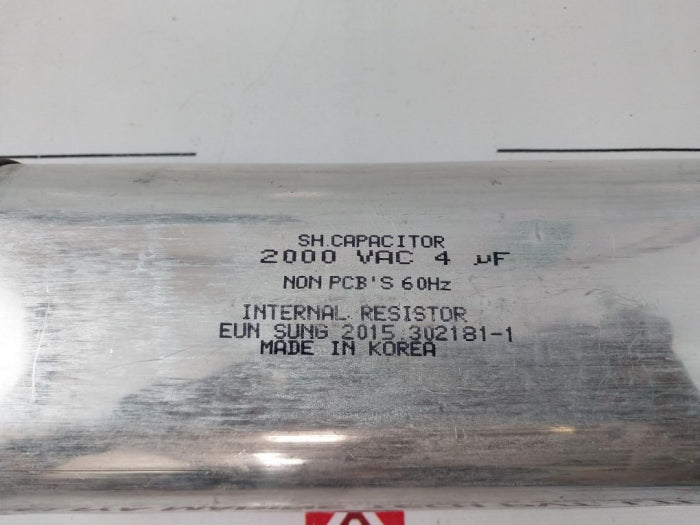 SH.CAPACITOR
2000 VAC 4 µF
NON PCB'S 60Hz
INTERNAL RESISTOR
EUN SUNG 2015 302181-1
MADE IN KOREA